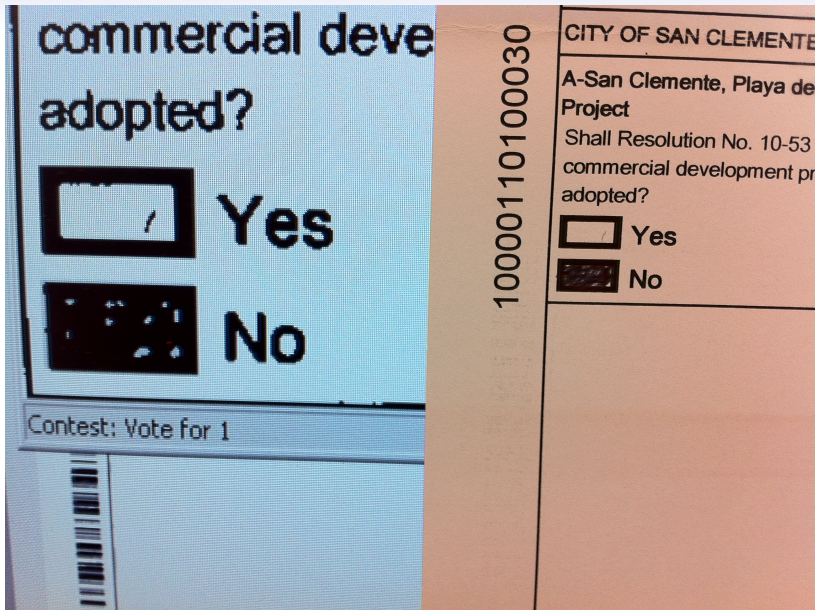 commercial deve
adopted?
Yes
No
Contest: Vote for 1
1000011010100030
CITY OF SAN CLEMENTE
A-San Clemente, Playa de
Project
Shall Resolution No. 10-53
commercial development pr
adopted?
Yes
No